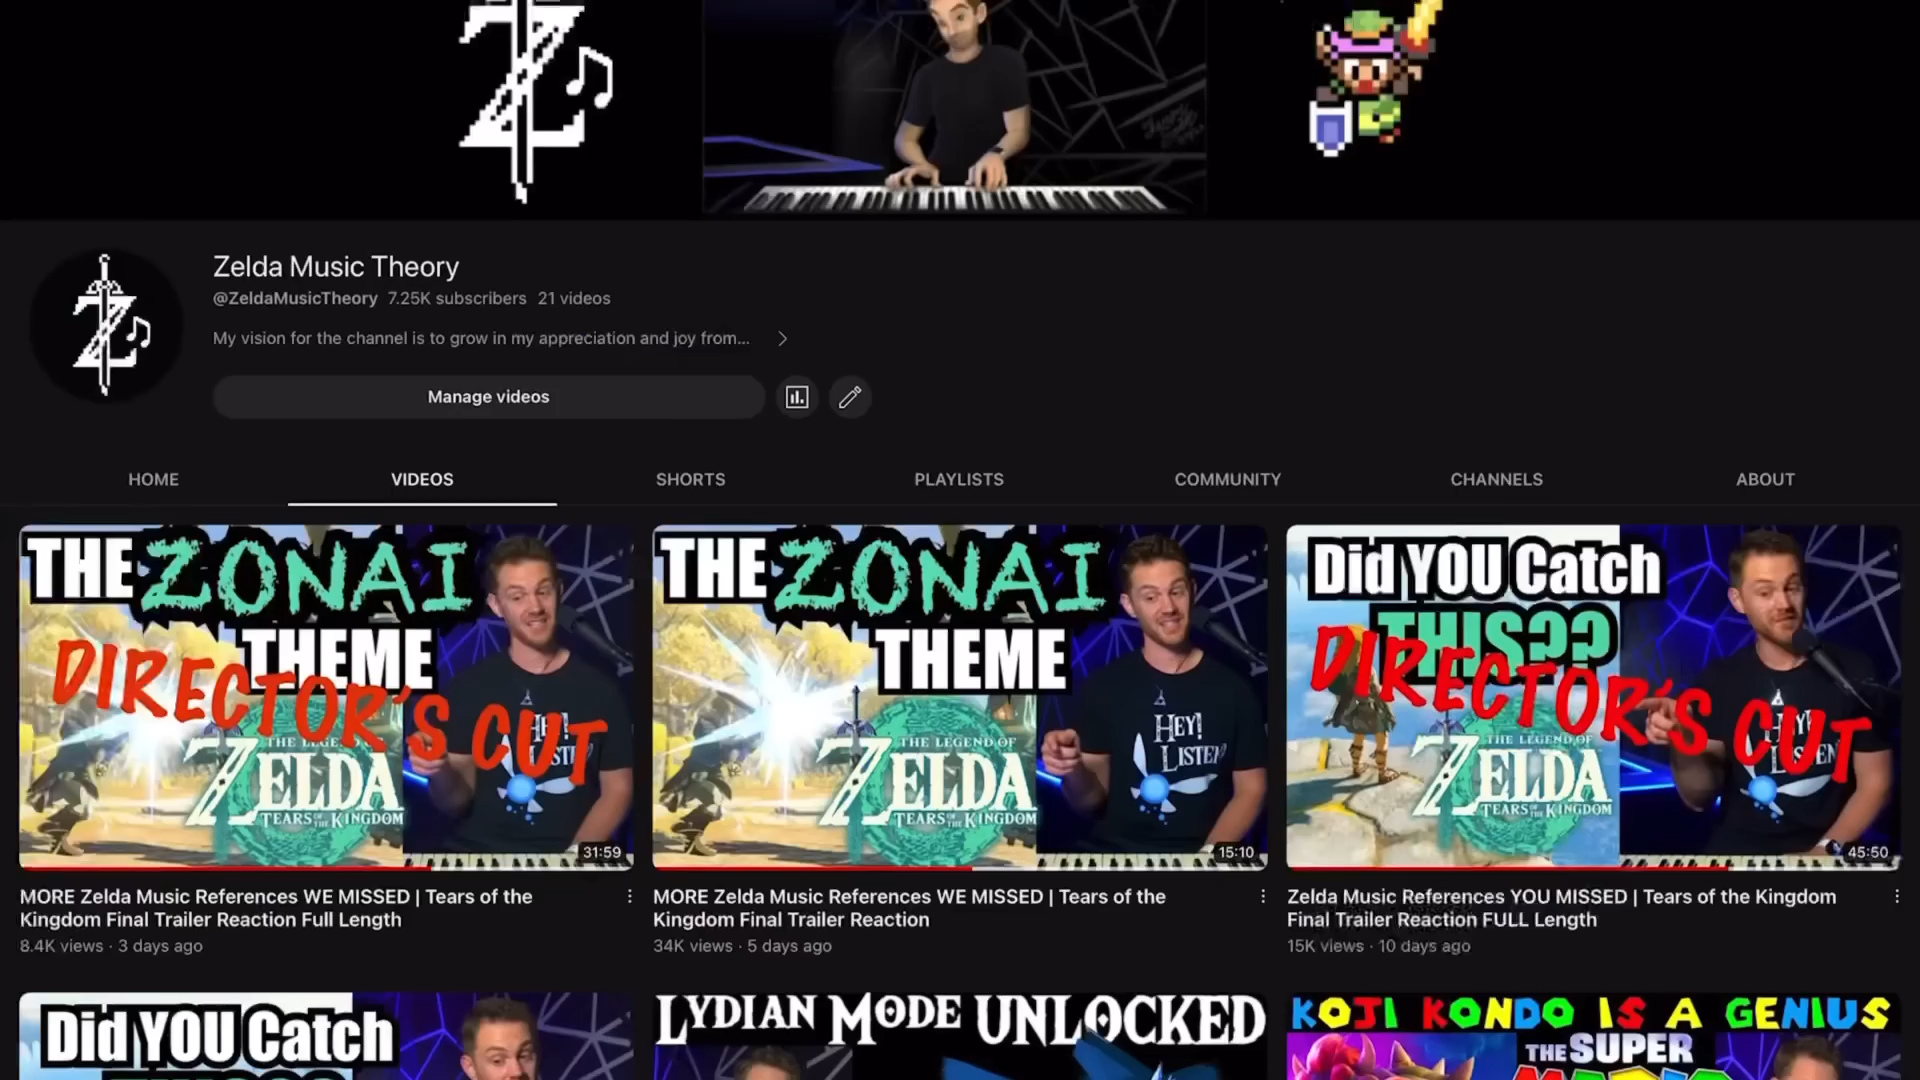 Zelda Music Theory
@ZeldaMusicTheory 7.25K subscribers 21 videos
My vision for the channel is to grow in my appreciation and joy from...
Manage videos
HOME VIDEOS SHORTS PLAYLISTS COMMUNITY CHANNELS ABOUT
THE ZONAI
THEME
DIRECTOR'S CUT
HEY!
LISTEN
THE LEGEND OF
ZELDA
TEARS OF THE KINGDOM
31:59
MORE Zelda Music References WE MISSED | Tears of the
Kingdom Final Trailer Reaction Full Length
8.4K views · 3 days ago
THE ZONAI
THEME
HEY!
LISTEN
THE LEGEND OF
ZELDA
TEARS OF THE KINGDOM
15:10
MORE Zelda Music References WE MISSED | Tears of the
Kingdom Final Trailer Reaction
34K views · 5 days ago
Did YOU Catch
THIS??
DIRECTOR'S CUT
HEY!
LISTEN
THE LEGEND OF
ZELDA
TEARS OF THE KINGDOM
45:50
Zelda Music References YOU MISSED | Tears of the Kingdom
Final Trailer Reaction FULL Length
15K views · 10 days ago
Did YOU Catch
LYDIAN MODE UNLOCKED
KOJI KONDO IS A GENIUS
THE SUPER